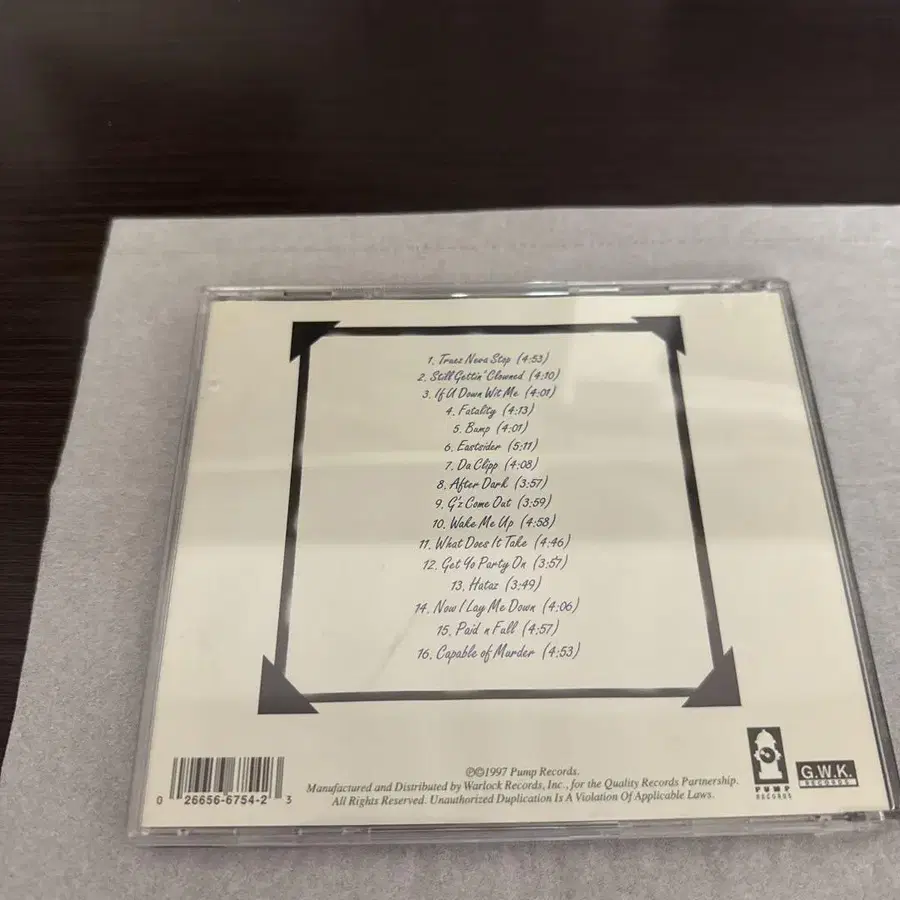 1. Truez Neva Stop (4:53)
2. Still Gettin' Clowned (4:10)
3. If U Down Wit Me (4:01)
4. Fatality (4:13)
5. Bump (4:01)
6. Eastsider (5:11)
7. Da Clipp (4:08)
8. After Dark (3:57)
9. G'z Come Out (3:59)
10. Wake Me Up (4:58)
11. What Does It Take (4:46)
12. Get Yo Party On (3:57)
13. Hataz (3:49)
14. Now I Lay Me Down (4:06)
15. Paid n Full (4:57)
16. Capable of Murder (4:53)
℗©1997 Pump Records.
Manufactured and Distributed by Warlock Records, Inc., for the Quality Records Partnership.
All Rights Reserved. Unauthorized Duplication Is A Violation Of Applicable Laws.
0 26656-6754-2 3
PUMP
RECORDS
G.W.K.
RECORDS